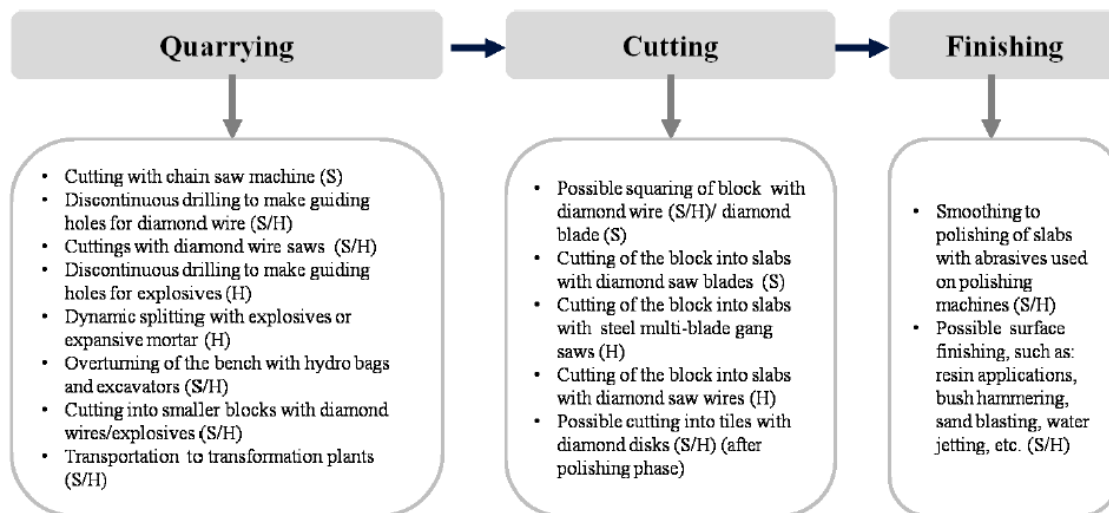 Quarrying
Cutting
Finishing
• Cutting with chain saw machine (S)
• Discontinuous drilling to make guiding
holes for diamond wire (S/H)
• Cuttings with diamond wire saws (S/H)
• Discontinuous drilling to make guiding
holes for explosives (H)
• Dynamic splitting with explosives or
expansive mortar (H)
• Overturning of the bench with hydro bags
and excavators (S/H)
• Cutting into smaller blocks with diamond
wires/explosives (S/H)
• Transportation to transformation plants
(S/H)
• Possible squaring of block with
diamond wire (S/H)/ diamond
blade (S)
• Cutting of the block into slabs
with diamond saw blades (S)
• Cutting of the block into slabs
with steel multi-blade gang
saws (H)
• Cutting of the block into slabs
with diamond saw wires (H)
• Possible cutting into tiles with
diamond disks (S/H) (after
polishing phase)
• Smoothing to
polishing of slabs
with abrasives used
on polishing
machines (S/H)
• Possible surface
finishing, such as:
resin applications,
bush hammering,
sand blasting, water
jetting, etc. (S/H)